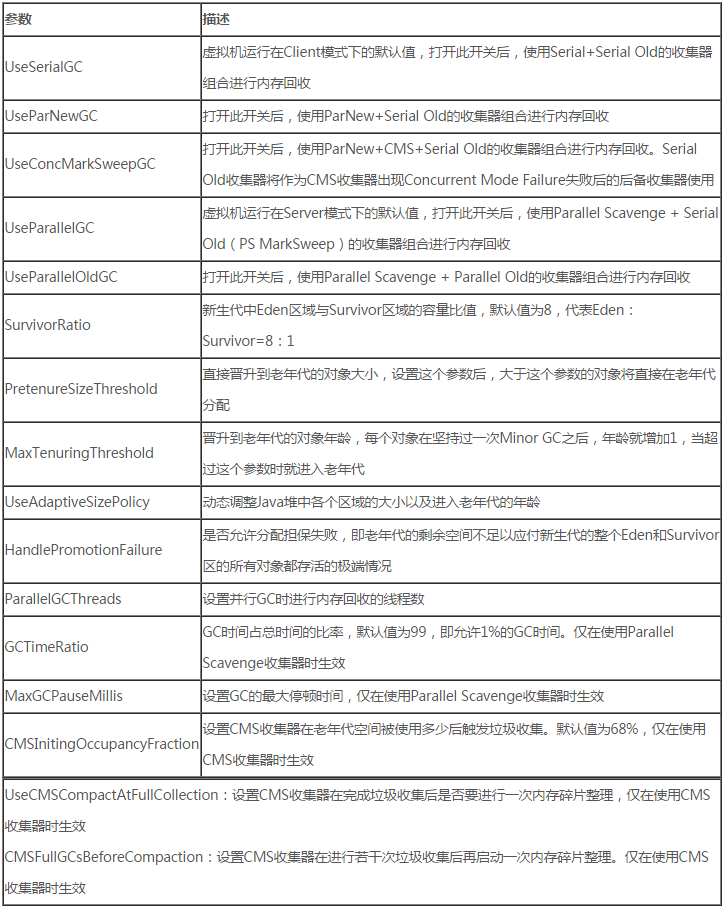 参数
描述
UseSerialGC
虚拟机运行在Client模式下的默认值，打开此开关后，使用Serial+Serial Old的收集器
组合进行内存回收
UseParNewGC
打开此开关后，使用ParNew+Serial Old的收集器组合进行内存回收
UseConcMarkSweepGC
打开此开关后，使用ParNew+CMS+Serial Old的收集器组合进行内存回收。Serial
Old收集器将作为CMS收集器出现Concurrent Mode Failure失败后的后备收集器使用
UseParallelGC
虚拟机运行在Server模式下的默认值，打开此开关后，使用Parallel Scavenge + Serial
Old（PS MarkSweep）的收集器组合进行内存回收
UseParallelOldGC
打开此开关后，使用Parallel Scavenge + Parallel Old的收集器组合进行内存回收
SurvivorRatio
新生代中Eden区域与Survivor区域的容量比值，默认值为8，代表Eden：
Survivor=8：1
PretenureSizeThreshold
直接晋升到老年代的对象大小，设置这个参数后，大于这个参数的对象将直接在老年代
分配
MaxTenuringThreshold
晋升到老年代的对象年龄，每个对象在坚持过一次Minor GC之后，年龄就增加1，当超
过这个参数时就进入老年代
UseAdaptiveSizePolicy
动态调整Java堆中各个区域的大小以及进入老年代的年龄
HandlePromotionFailure
是否允许分配担保失败，即老年代的剩余空间不足以应付新生代的整个Eden和Survivor
区的所有对象都存活的极端情况
ParallelGCThreads
设置并行GC时进行内存回收的线程数
GCTimeRatio
GC时间占总时间的比率，默认值为99，即允许1%的GC时间。仅在使用Parallel
Scavenge收集器时生效
MaxGCPauseMillis
设置GC的最大停顿时间，仅在使用Parallel Scavenge收集器时生效
CMSInitingOccupancyFraction
设置CMS收集器在老年代空间被使用多少后触发垃圾收集。默认值为68%，仅在使用
CMS收集器时生效
UseCMSCompactAtFullCollection：设置CMS收集器在完成垃圾收集后是否要进行一次内存碎片整理，仅在使用CMS
收集器时生效
CMSFullGCsBeforeCompaction：设置CMS收集器在进行若干次垃圾收集后再启动一次内存碎片整理。仅在使用CMS
收集器时生效